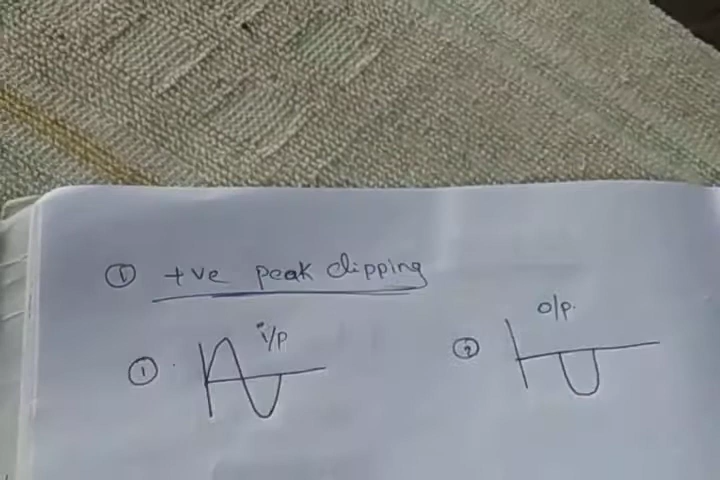 ① +ve peak clipping
① i/p
② o/p.